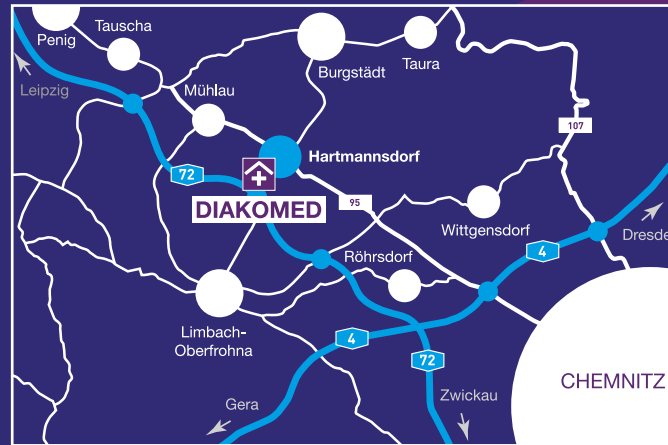 Tauscha
Penig
Burgstädt
Taura
Leipzig
Mühlau
107
Hartmannsdorf
72
DIAKOMED
95
Wittgensdorf
Dresde
4
Röhrsdorf
Limbach-
Oberfrohna
4
72
CHEMNITZ
Zwickau
Gera